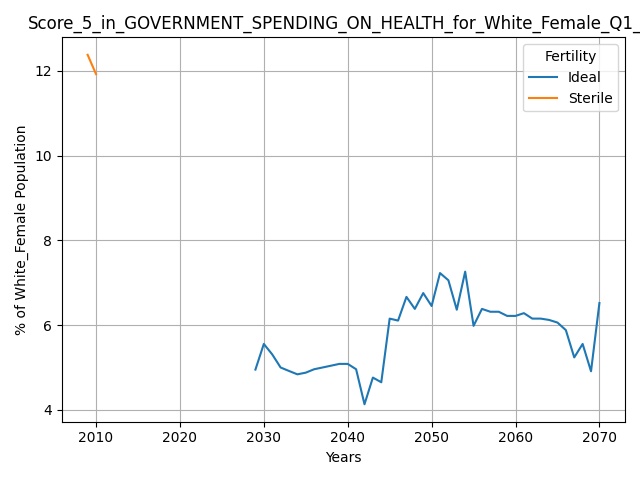 Score_5_in_GOVERNMENT_SPENDING_ON_HEALTH_for_White_Female_Q1_
Fertility
Ideal
Sterile
% of White_Female Population
12
10
8
6
4
2010 2020 2030 2040 2050 2060 2070
Years